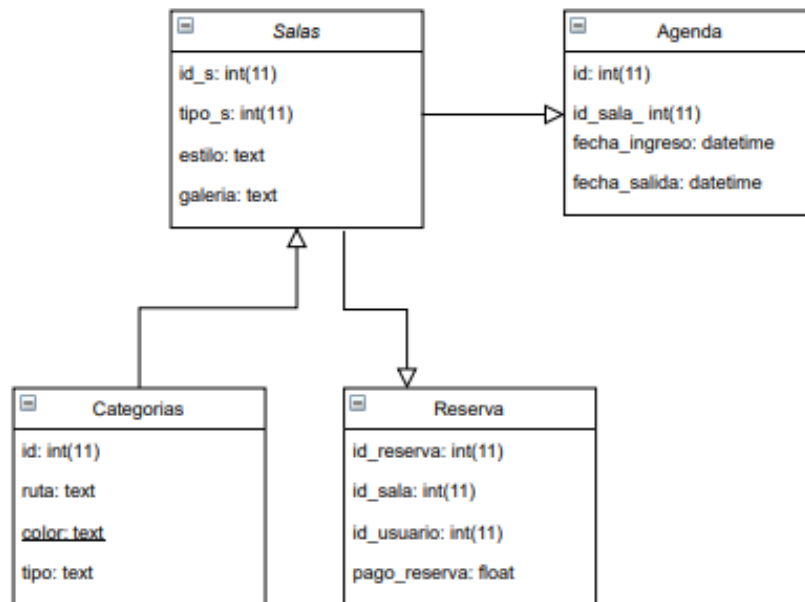 Salas
id_s: int(11)
tipo_s: int(11)
estilo: text
galeria: text
Agenda
id: int(11)
id_sala_ int(11)
fecha_ingreso: datetime
fecha_salida: datetime
Categorias
id: int(11)
ruta: text
color: text
tipo: text
Reserva
id_reserva: int(11)
id_sala: int(11)
id_usuario: int(11)
pago_reserva: float